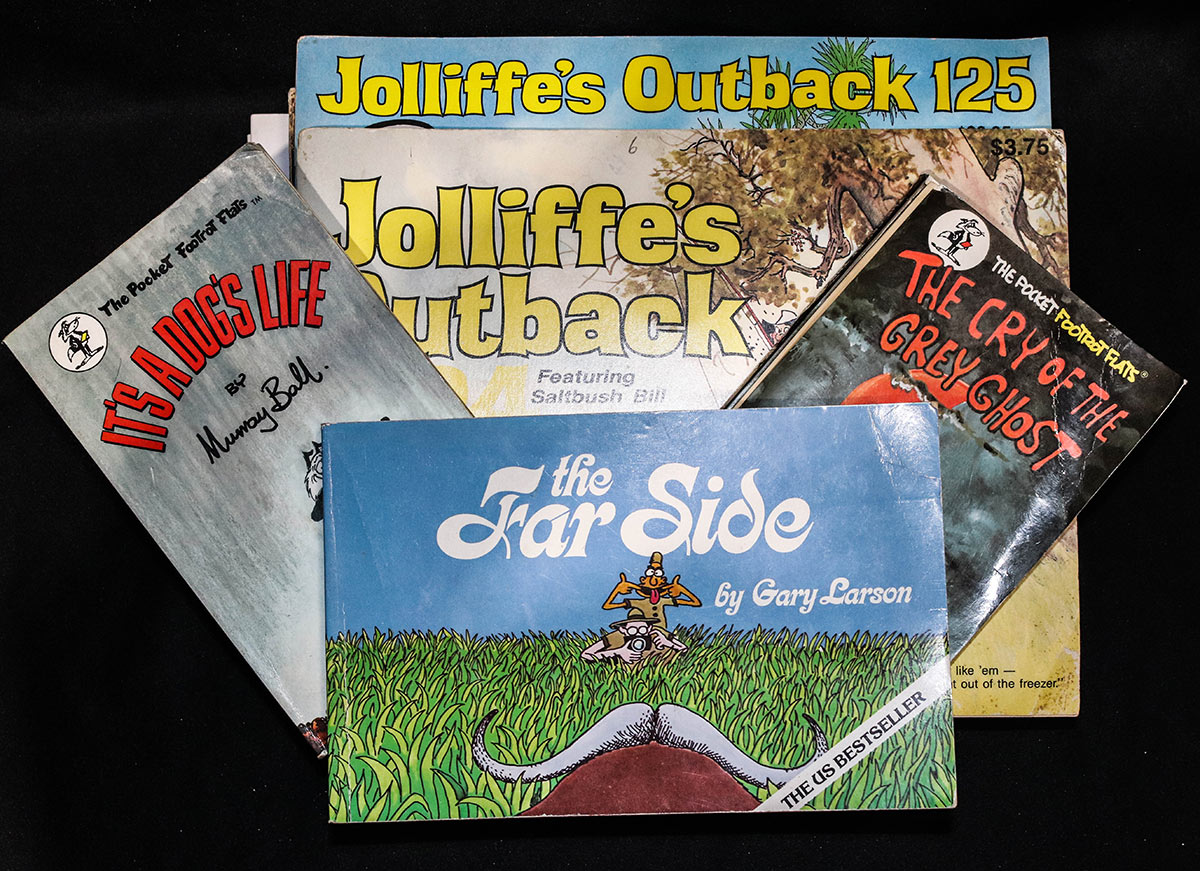 Jolliffe's Outback 125
6
$3.75
Jolliffe's
Outback
Featuring
Saltbush Bill
The Pocket Footrot Flats ™
IT'S A DOG'S LIFE
BY
Murray Ball.
THE POCKET FOOTROT FLATS®
THE CRY OF THE
GREY GHOST
the
Far Side
by Gary Larson
THE US BESTSELLER
like 'em —
out of the freezer."